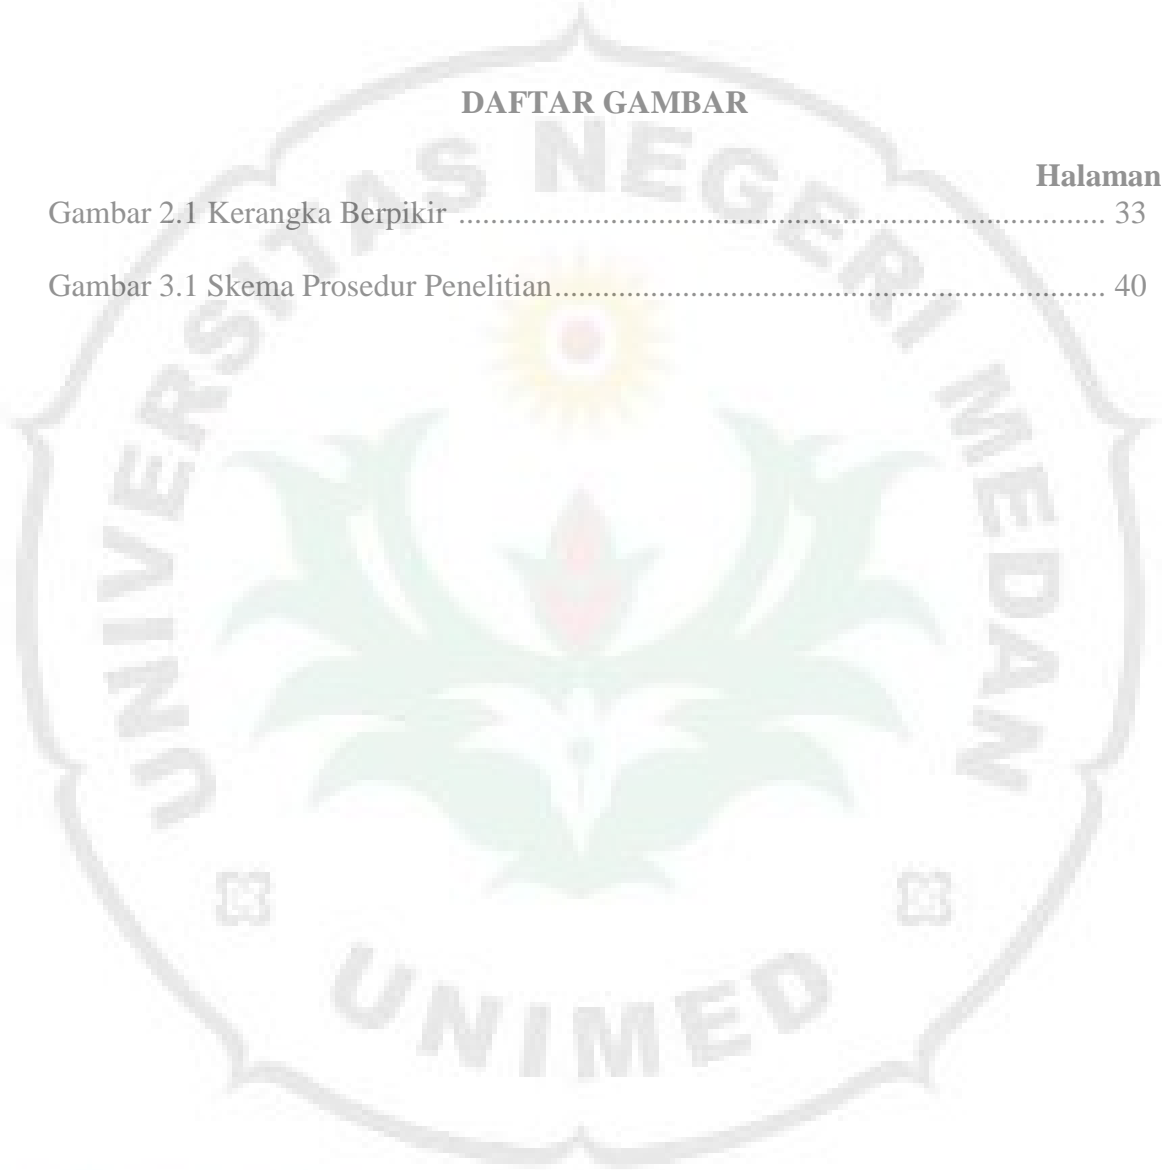 DAFTAR GAMBAR
Halaman
Gambar 2.1 Kerangka Berpikir .................................................................................. 33
Gambar 3.1 Skema Prosedur Penelitian...................................................................... 40
UNIVERSITAS NEGERI MEDAN
UNIMED